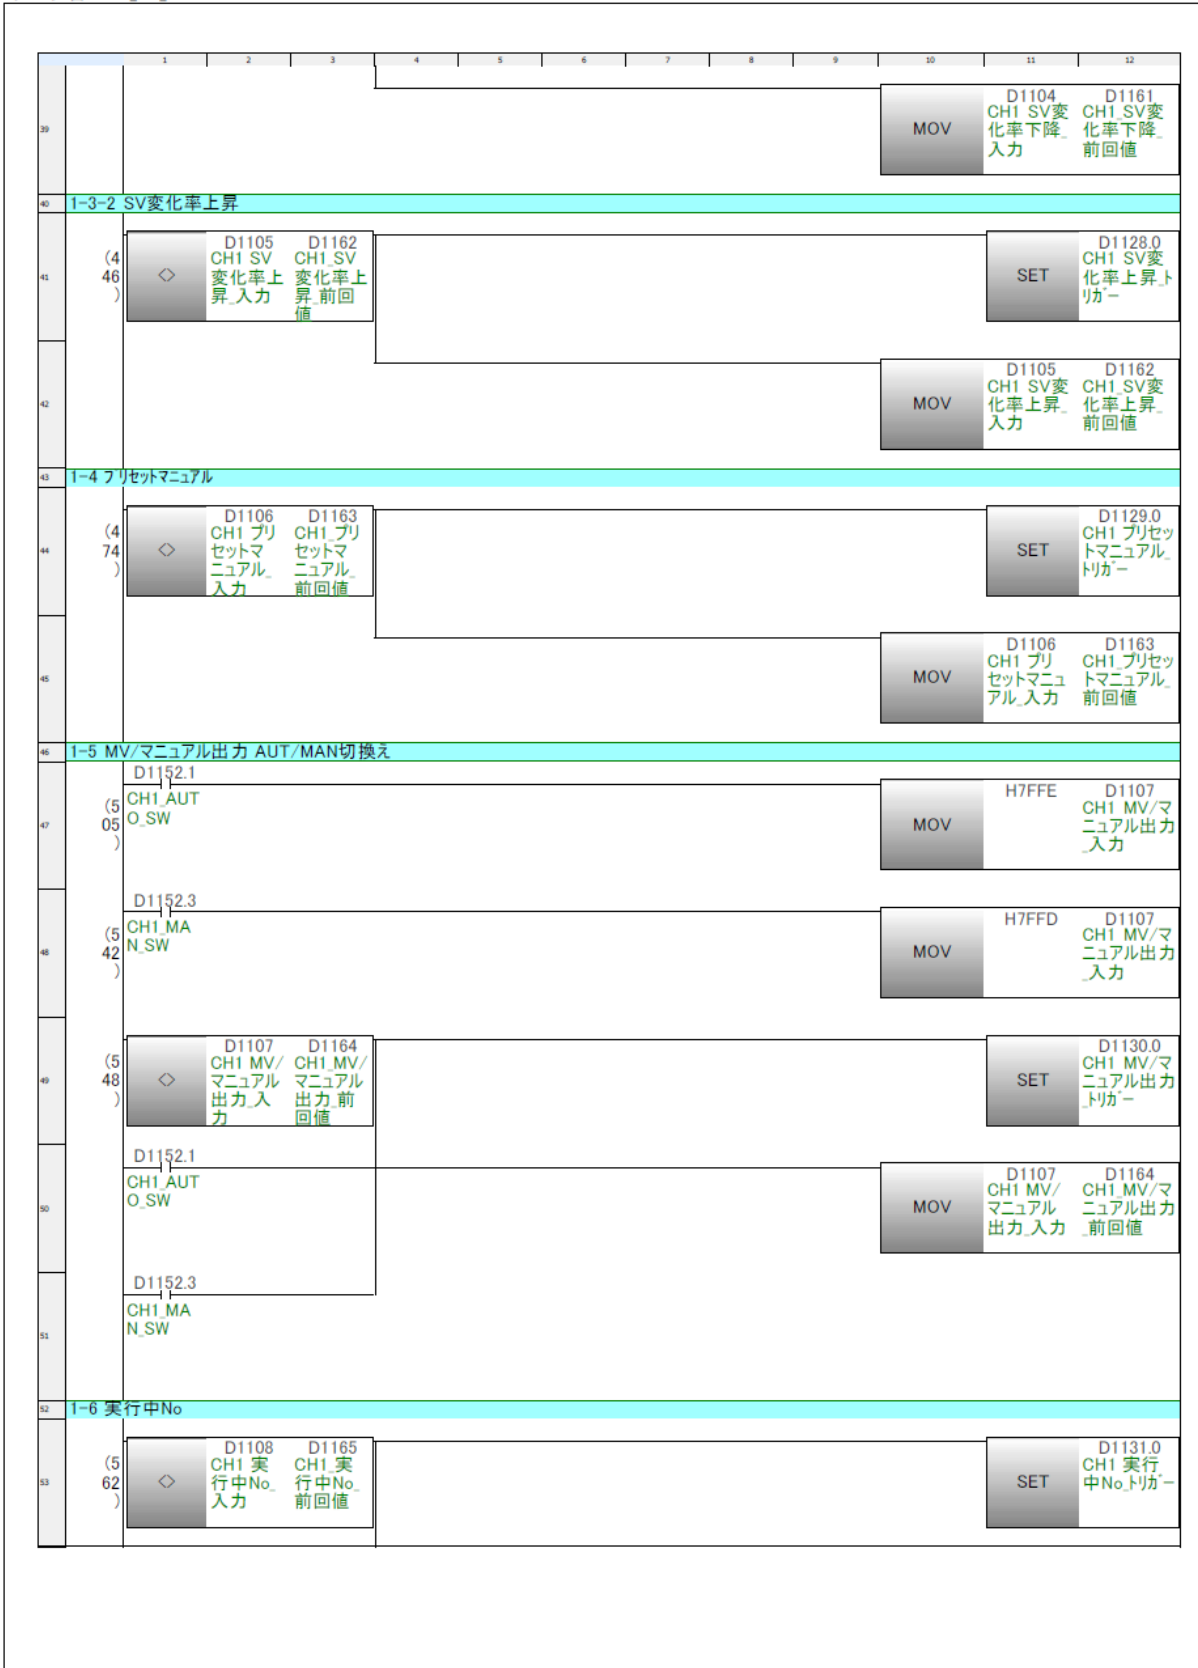 1 2 3 4 5 6 7 8 9 10 11 12
39
MOV
D1104 D1161
CH1 SV変 CH1_SV変
化率下降_ 化率下降_
入力 前回値
40 1-3-2 SV変化率上昇
41
(4
46
)
<>
D1105 D1162
CH1 SV CH1_SV
変化率上 変化率上
昇_入力 昇_前回
値
SET
D1128.0
CH1 SV変
化率上昇_ト
リガー
42
MOV
D1105 D1162
CH1 SV変 CH1_SV変
化率上昇_ 化率上昇_
入力 前回値
43 1-4 プリセットマニュアル
44
(4
74
)
<>
D1106 D1163
CH1 プリ CH1_プリ
セットマ セットマ
ニュアル_ ニュアル_
入力 前回値
SET
D1129.0
CH1 プリセッ
トマニュアル_
トリガー
45
MOV
D1106 D1163
CH1 プリ CH1_プリセッ
セットマニュ トマニュアル_
アル_入力 前回値
46 1-5 MV/マニュアル出力 AUT/MAN切換え
47
(5
05
)
D1152.1
CH1_AUT
O_SW
MOV
H7FFE D1107
CH1 MV/マ
ニュアル出力
_入力
48
(5
42
)
D1152.3
CH1_MA
N_SW
MOV
H7FFD D1107
CH1 MV/マ
ニュアル出力
_入力
49
(5
48
)
<>
D1107 D1164
CH1 MV/ CH1_MV/
マニュアル マニュアル
出力_入 出力_前
力 回値
SET
D1130.0
CH1 MV/マ
ニュアル出力
_トリガー
50
D1152.1
CH1_AUT
O_SW
MOV
D1107 D1164
CH1 MV/ CH1_MV/マ
マニュアル ニュアル出力
出力_入力 _前回値
51
D1152.3
CH1_MA
N_SW
52 1-6 実行中No
53
(5
62
)
<>
D1108 D1165
CH1 実 CH1_実
行中No_ 行中No_
入力 前回値
SET
D1131.0
CH1 実行
中No_トリガー